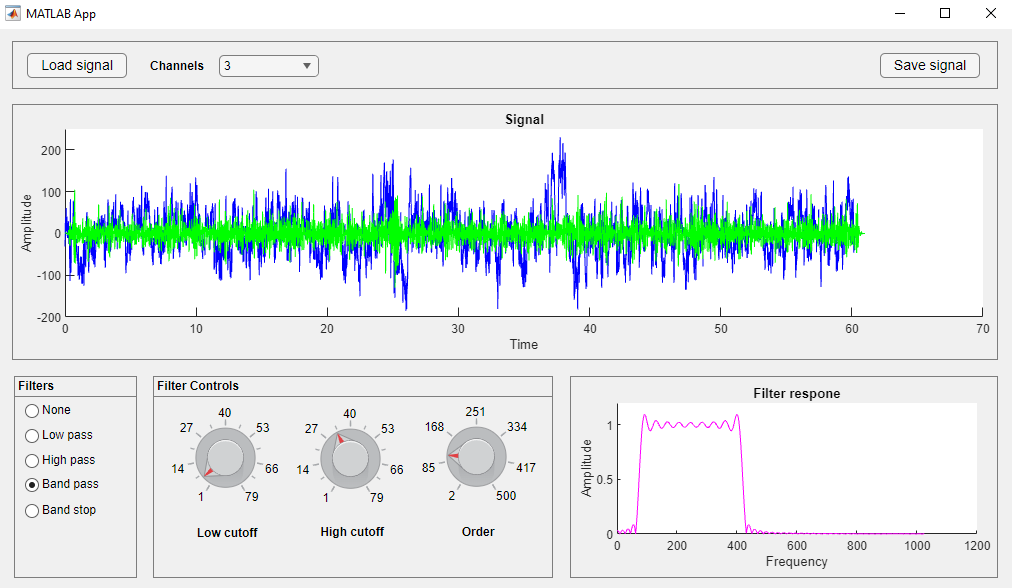 MATLAB App
Load signal Channels 3 Save signal
Signal
200
100
0
-100
-200
Amplitude
0 10 20 30 40 50 60 70
Time
Filters
None
Low pass
High pass
Band pass
Band stop
Filter Controls
1 14 27 40 53 66 79
Low cutoff
1 14 27 40 53 66 79
High cutoff
2 85 168 251 334 417 500
Order
Filter respone
1
0.5
0
Amplitude
0 200 400 600 800 1000 1200
Frequency